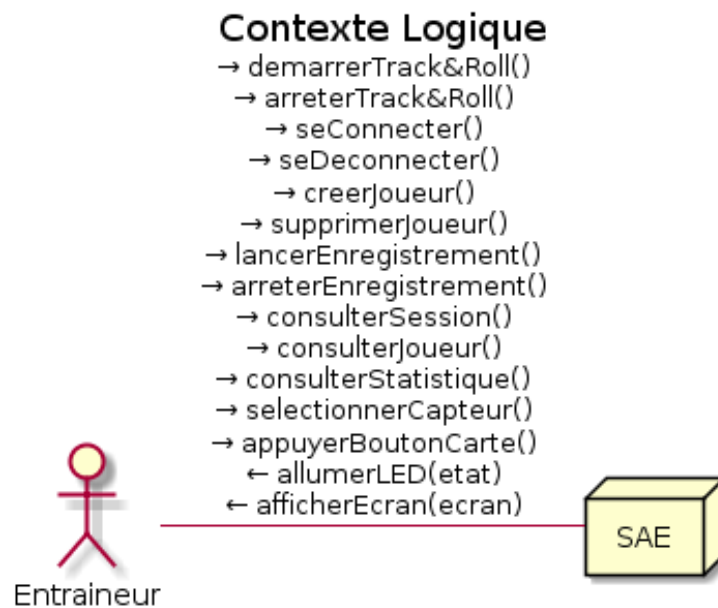 Contexte Logique
→ demarrerTrack&Roll()
→ arreterTrack&Roll()
→ seConnecter()
→ seDeconnecter()
→ creerJoueur()
→ supprimerJoueur()
→ lancerEnregistrement()
→ arreterEnregistrement()
→ consulterSession()
→ consulterJoueur()
→ consulterStatistique()
→ selectionnerCapteur()
→ appuyerBoutonCarte()
← allumerLED(etat)
← afficherEcran(ecran)
SAE
Entraineur